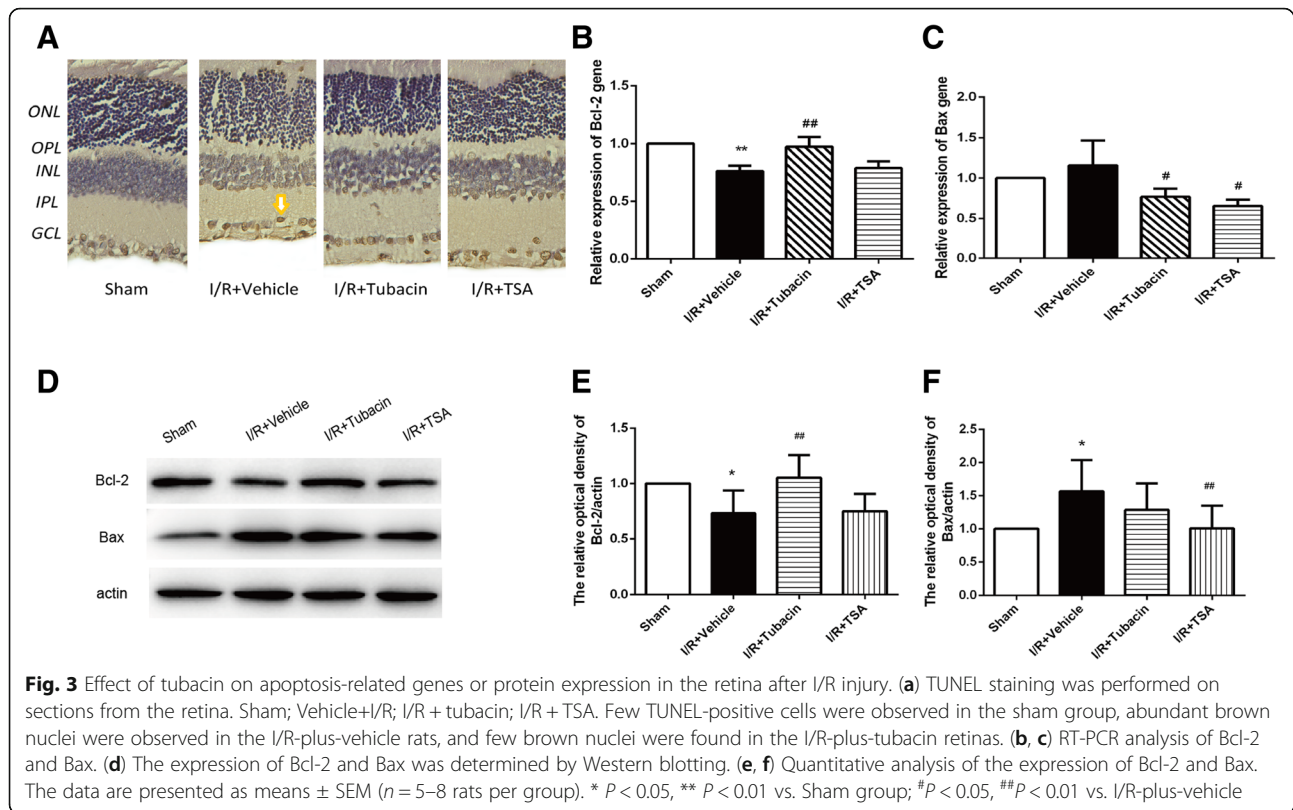 A
ONL
OPL
INL
IPL
GCL
Sham
I/R+Vehicle
I/R+Tubacin
I/R+TSA
B
Relative expression of Bcl-2 gene
1.5
1.0
0.5
0.0
**
##
Sham
I/R+Vehicle
I/R+Tubacin
I/R+TSA
C
Relative expression of Bax gene
2.0
1.5
1.0
0.5
0.0
#
#
Sham
I/R+Vehicle
I/R+Tubacin
I/R+TSA
D
Sham
I/R+Vehicle
I/R+Tubacin
I/R+TSA
Bcl-2
Bax
actin
E
The relative optical density of
Bcl-2/actin
1.5
1.0
0.5
0.0
*
##
Sham
I/R+Vehicle
I/R+Tubacin
I/R+TSA
F
The relative optical density of
Bax/actin
2.5
2.0
1.5
1.0
0.5
0.0
*
##
Sham
I/R+Vehicle
I/R+Tubacin
I/R+TSA
Fig. 3 Effect of tubacin on apoptosis-related genes or protein expression in the retina after I/R injury. (a) TUNEL staining was performed on
sections from the retina. Sham; Vehicle+I/R; I/R + tubacin; I/R + TSA. Few TUNEL-positive cells were observed in the sham group, abundant brown
nuclei were observed in the I/R-plus-vehicle rats, and few brown nuclei were found in the I/R-plus-tubacin retinas. (b, c) RT-PCR analysis of Bcl-2
and Bax. (d) The expression of Bcl-2 and Bax was determined by Western blotting. (e, f) Quantitative analysis of the expression of Bcl-2 and Bax.
The data are presented as means ± SEM (n = 5–8 rats per group). * P < 0.05, ** P < 0.01 vs. Sham group; #P < 0.05, ##P < 0.01 vs. I/R-plus-vehicle